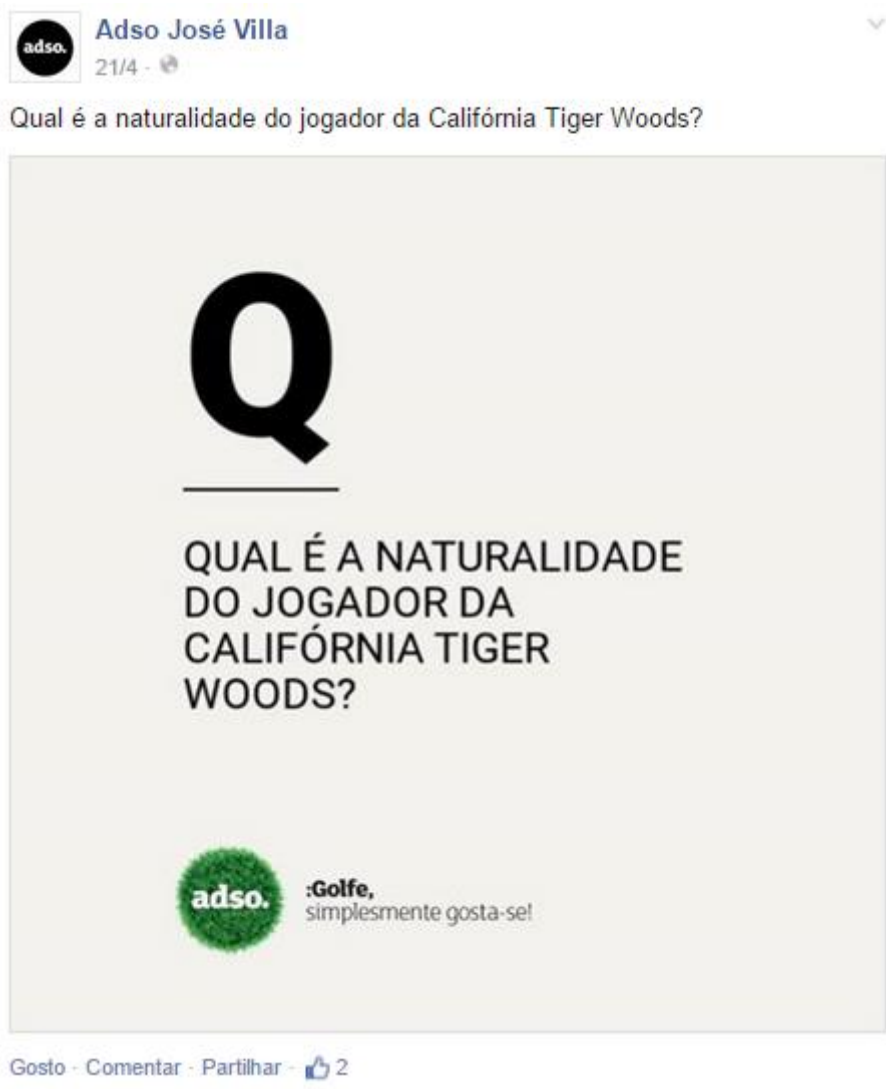 adso.
Adso José Villa
21/4 ·
Qual é a naturalidade do jogador da Califórnia Tiger Woods?
Q
QUAL É A NATURALIDADE
DO JOGADOR DA
CALIFÓRNIA TIGER
WOODS?
adso.
:Golfe,
simplesmente gosta-se!
Gosto · Comentar · Partilhar · 2